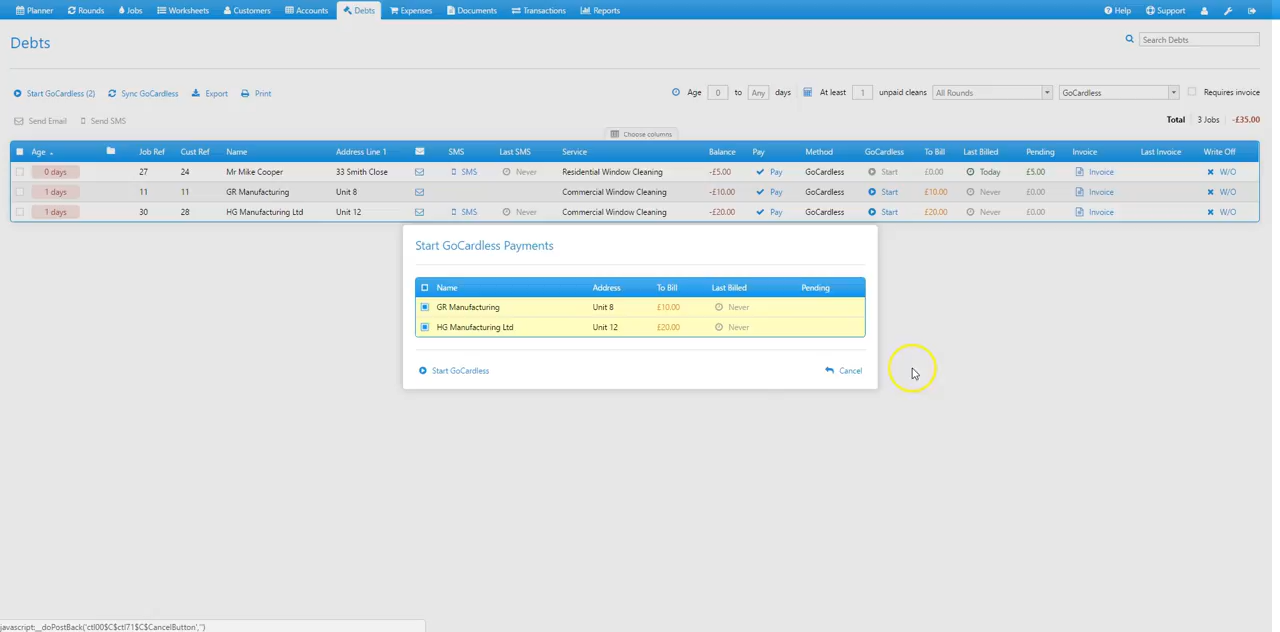 Planner Rounds Jobs Worksheets Customers Accounts Debts Expenses Documents Transactions Reports Help Support
Debts
Search Debts
Start GoCardless (2) Sync GoCardless Export Print
Age 0 to Any days At least 1 unpaid cleans All Rounds GoCardless Requires invoice
Send Email Send SMS
Total 3 Jobs -£35.00
Choose columns
Age Job Ref Cust Ref Name Address Line 1 SMS Last SMS Service Balance Pay Method GoCardless To Bill Last Billed Pending Invoice Last Invoice Write Off
0 days 27 24 Mr Mike Cooper 33 Smith Close SMS Never Residential Window Cleaning -£5.00 Pay GoCardless Start £0.00 Today £5.00 Invoice W/O
1 days 11 11 GR Manufacturing Unit 8 Commercial Window Cleaning -£10.00 Pay GoCardless Start £10.00 Never £0.00 Invoice W/O
1 days 30 28 HG Manufacturing Ltd Unit 12 SMS Never Commercial Window Cleaning -£20.00 Pay GoCardless Start £20.00 Never £0.00 Invoice W/O
Start GoCardless Payments
Name Address To Bill Last Billed Pending
GR Manufacturing Unit 8 £10.00 Never
HG Manufacturing Ltd Unit 12 £20.00 Never
Start GoCardless Cancel
javascript:__doPostBack('ctl00$C$ctl71$C$CancelButton','')